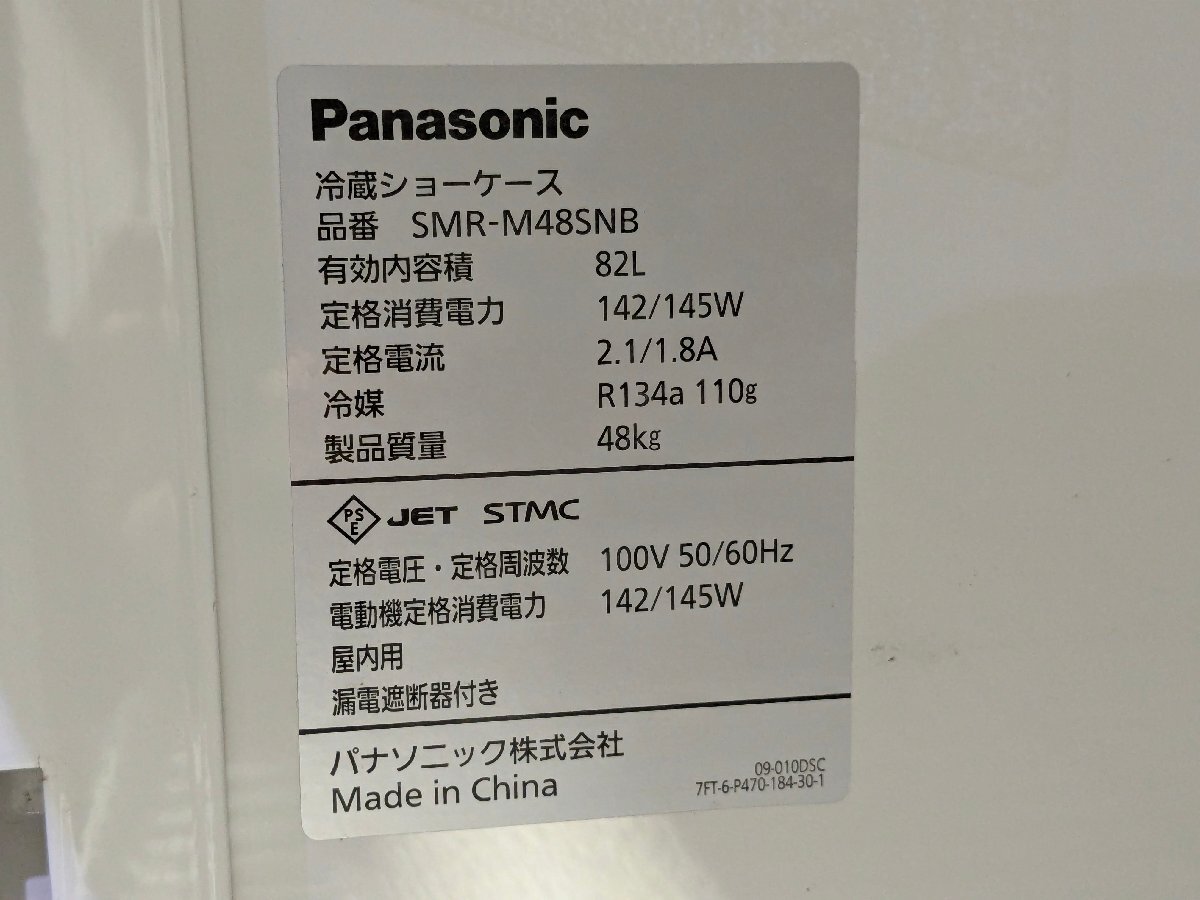 Panasonic
冷蔵ショーケース
品番 SMR-M48SNB
有効内容積 82L
定格消費電力 142/145W
定格電流 2.1/1.8A
冷媒 R134a 110g
製品質量 48kg
PSE JET STMC
定格電圧・定格周波数 100V 50/60Hz
電動機定格消費電力 142/145W
屋内用
漏電遮断器付き
パナソニック株式会社
Made in China
09-010DSC
7FT-6-P470-184-30-1